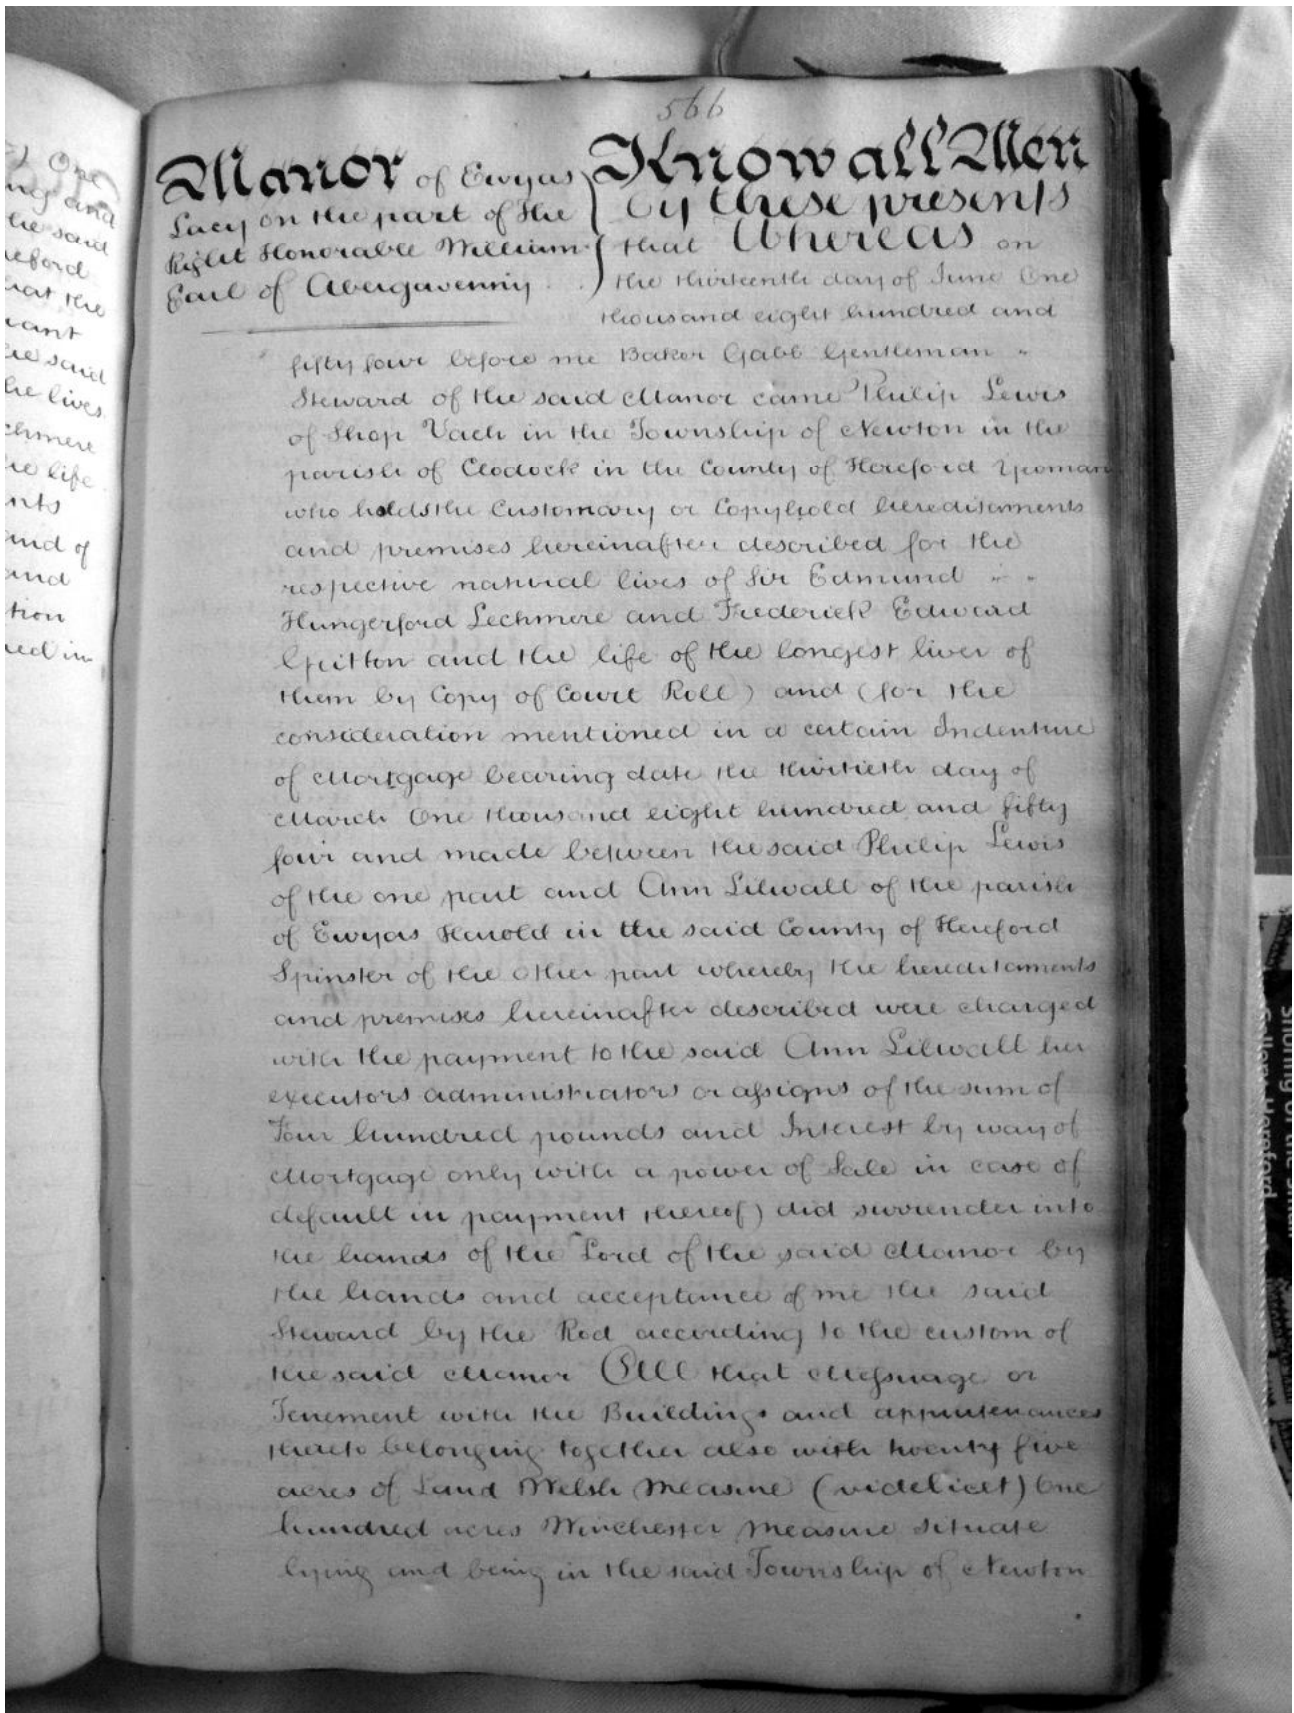 566
Manor of Ewyas
Lacy on the part of the
Right Honorable William
Earl of Abergavenny
Know all Men
by these presents
that Whereas on
the thirteenth day of June One
thousand eight hundred and
fifty four before me Baker Gabb Gentleman
Steward of the said Manor came Philip Lewis
of Shop Vach in the Township of Newton in the
parish of Clodock in the County of Hereford Yeoman
who holds the Customary or Copyhold hereditaments
and premises hereinafter described for the
respective natural lives of Sir Edmund
Hungerford Lechmere and Frederick Edward
Guitton and the life of the longest liver of
them by Copy of Court Roll) and (for the
consideration mentioned in a certain Indenture
of Mortgage bearing date the thirtieth day of
March One thousand eight hundred and fifty
four and made between the said Philip Lewis
of the one part and Ann Lilwall of the parish
of Ewyas Harold in the said County of Hereford
Spinster of the other part whereby the hereditaments
and premises hereinafter described were charged
with the payment to the said Ann Lilwall her
executors administrators or assigns of the sum of
Four hundred pounds and Interest by way of
Mortgage only with a power of Sale in case of
default in payment thereof) did surrender into
the hands of the Lord of the said Manor by
the hands and acceptance of me the said
Steward by the Rod according to the custom of
the said Manor All that Messuage or
Tenement with the Buildings and appurtenances
thereto belonging together also with twenty five
acres of Land Welsh Measure (videlicet) One
hundred acres Winchester Measure situate
lying and being in the said Township of Newton